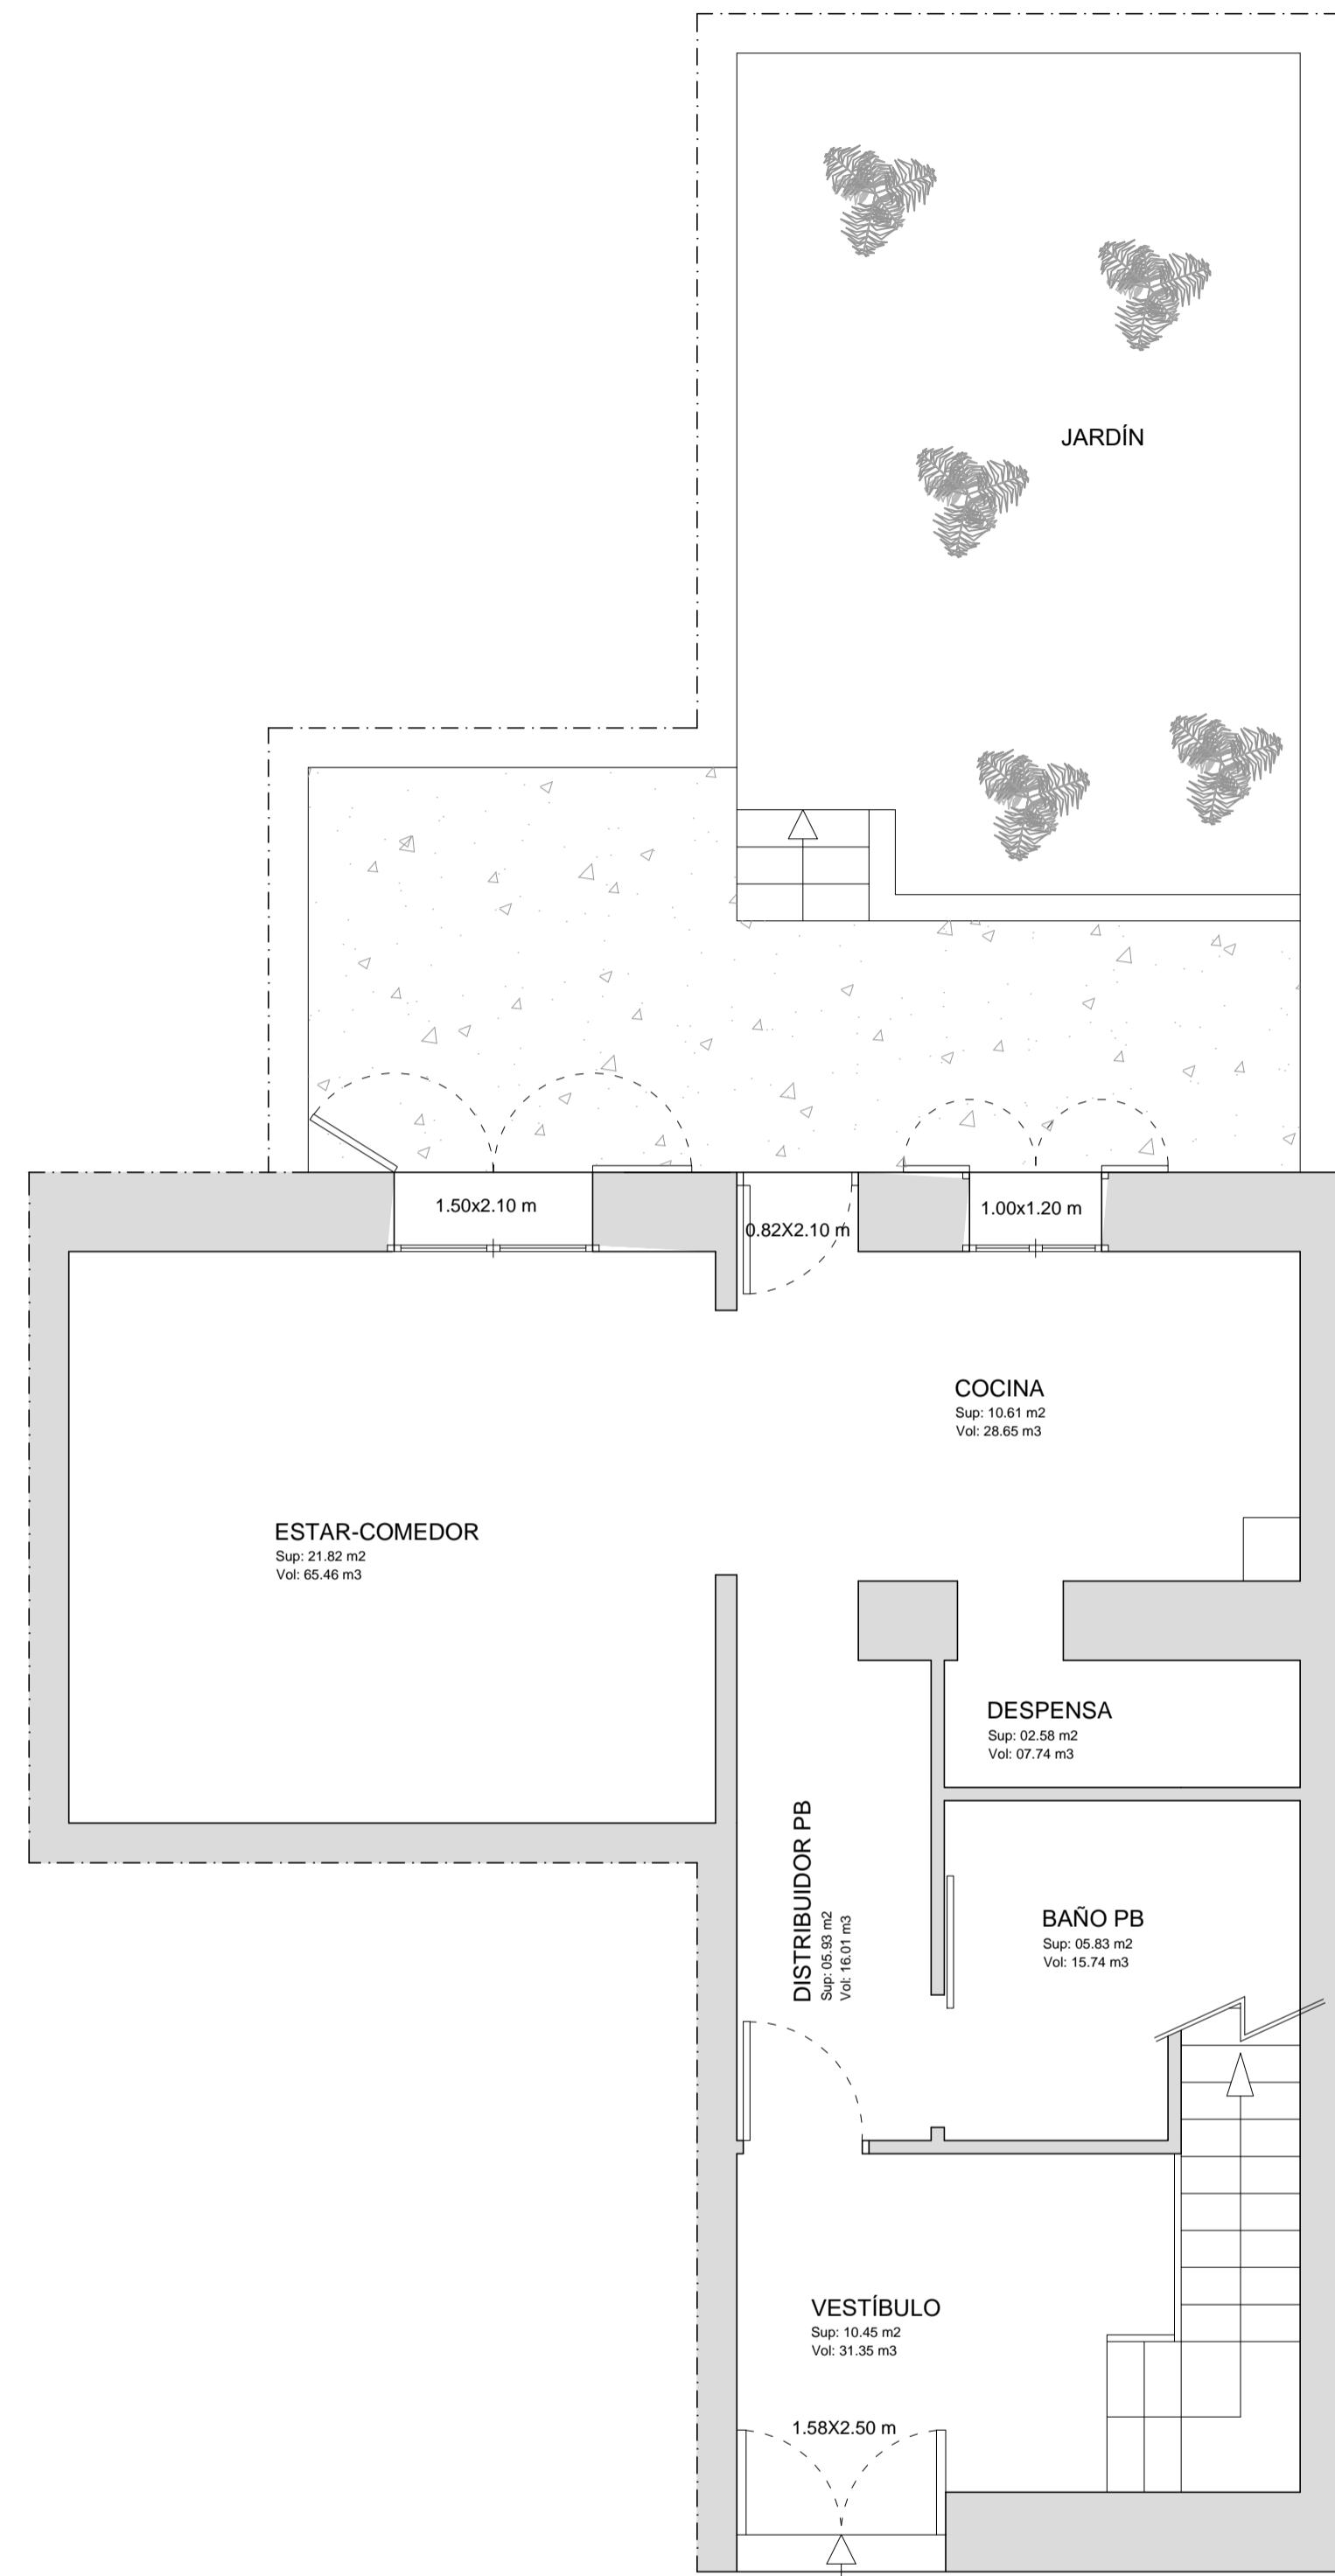 JARDÍN
1.50x2.10 m
0.82X2.10 m
1.00x1.20 m
COCINA
Sup: 10.61 m2
Vol: 28.65 m3
ESTAR-COMEDOR
Sup: 21.82 m2
Vol: 65.46 m3
DESPENSA
Sup: 02.58 m2
Vol: 07.74 m3
DISTRIBUIDOR PB
Sup: 05.93 m2
Vol: 16.01 m3
BAÑO PB
Sup: 05.83 m2
Vol: 15.74 m3
VESTÍBULO
Sup: 10.45 m2
Vol: 31.35 m3
1.58X2.50 m